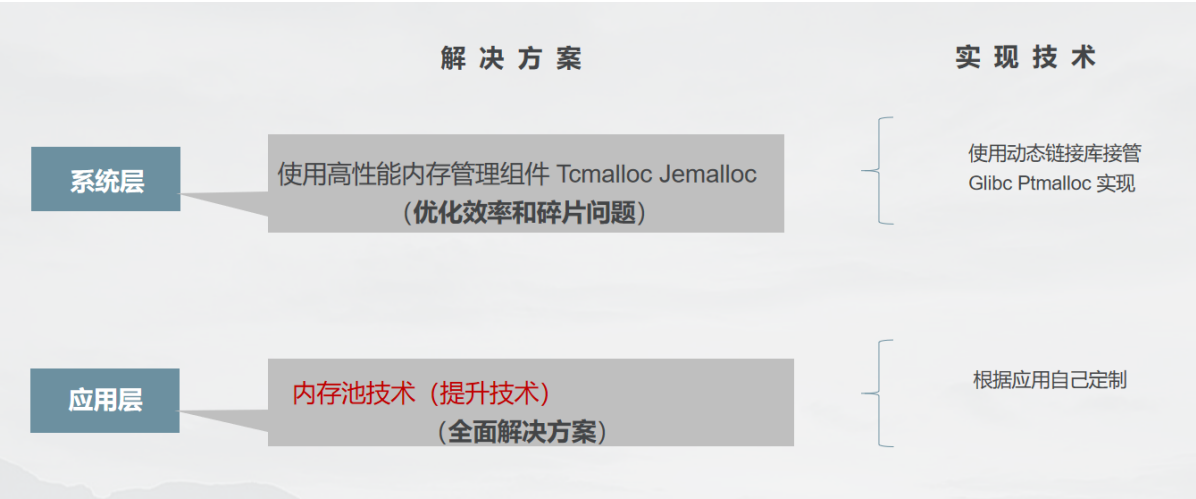 解决方案
实现技术
系统层
使用高性能内存管理组件 Tcmalloc Jemalloc
（优化效率和碎片问题）
使用动态链接库接管
Glibc Ptmalloc 实现
应用层
内存池技术（提升技术）
（全面解决方案）
根据应用自己定制